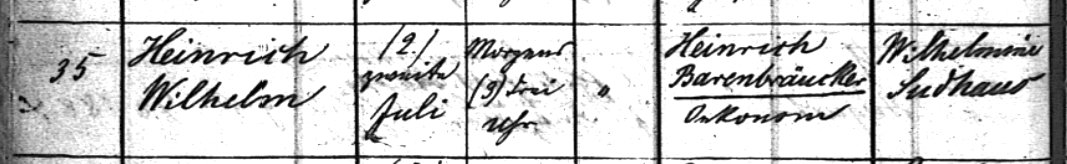 35
Heinrich
Wilhelm
(2.)
zweite
Juli
Morgens
(3) drei
Uhr
"
Heinrich
Barenbräucker
Oekonom
Wilhelmine
Sudhaus